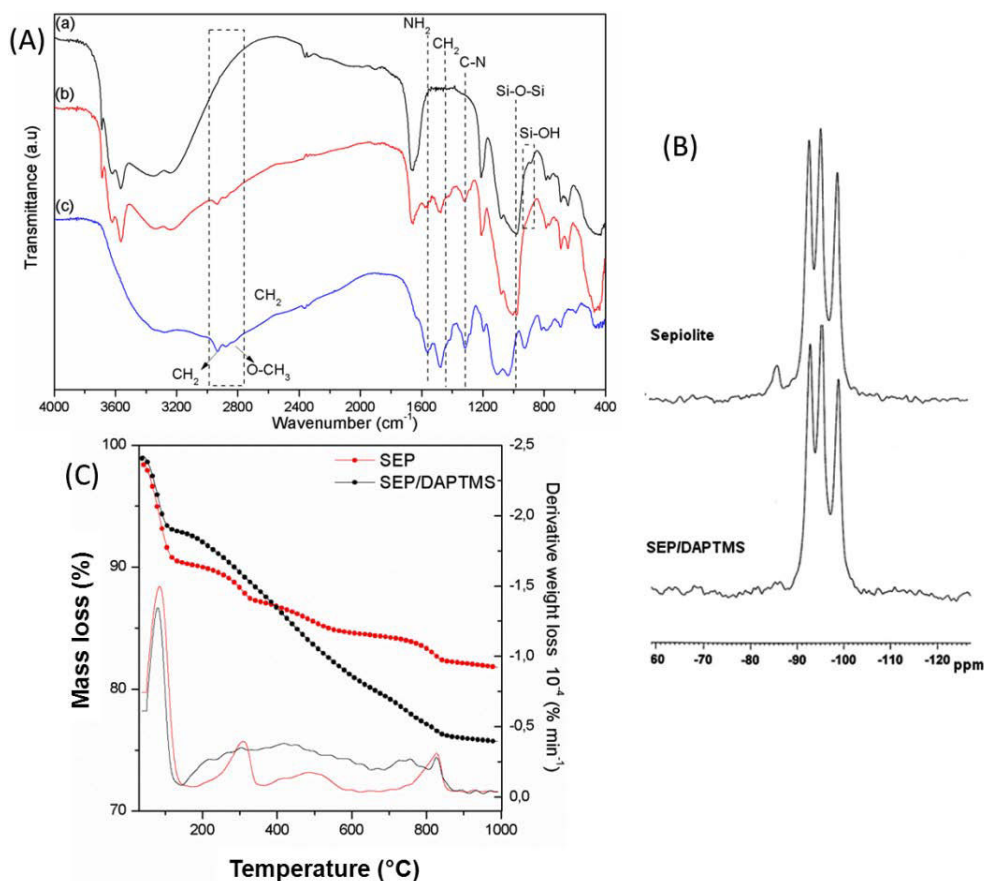 (A)
(a)
(b)
(c)
NH2
CH2
C-N
Si-O-Si
Si-OH
CH2
CH2
O-CH3
Transmittance (a.u)
4000 3600 3200 2800 2400 2000 1600 1200 800 400
Wavenumber (cm-1)
(B)
Sepiolite
SEP/DAPTMS
60 -70 -80 -90 -100 -110 -120 ppm
(C)
SEP
SEP/DAPTMS
100
90
80
70
Mass loss (%)
-2,5
-2,0
-1,5
-1,0
-0,5
0,0
Derivative weight loss 10-4 (% min-1)
200 400 600 800 1000
Temperature (°C)